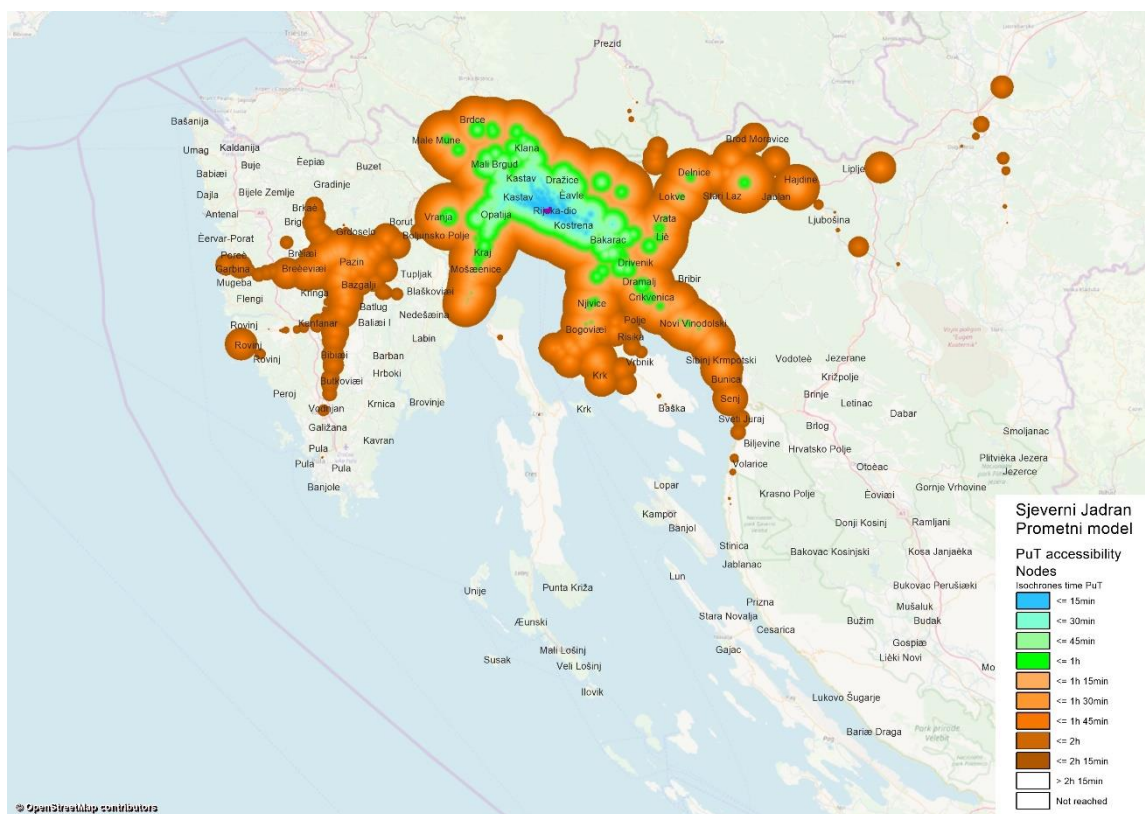 Prezid
Bašanija
Umag
Kaldanija
Buje
Èepiæ
Buzet
Babiæi
Gradinje
Dajla
Bijele Zemlje
Antenal
Borut
Èervar-Porat
Gidoselo
Boljunsko Polje
Poreè
Garbina
Brèeèeviæi
Pazin
Mugeba
Kringa
Bazgalji
Tupljak
Flengi
Batlug
Blaškoviæi
Rovinj
Kanfanar
Baliæi I
Nedešæina
Rovinj
Rovinj
Bibiæi
Barban
Labin
Bulkoviæi
Hrboki
Peroj
Vodnjan
Krnica
Brovinje
Galižana
Pula
Kavran
Pula
Pula
Banjole
Brdce
Male Mune
Klana
Mali Brgud
Kastav
Dražice
Kastav
Èavle
Vranja
Opatija
Rijeka-dio
Kostrena
Kraj
Bakarac
Mošæenice
Drivenik
Dramalj
Bribir
Crikvenica
Njivice
Polje
Novi Vinodolski
Bogoviæi
Risika
Krk
Vrbnik
Sibinj Krmpotski
Bunica
Krk
Baška
Senj
Sveti Juraj
Brod Moravice
Delnice
Hajdine
Liplje
Lokve
Stari Laz
Jablan
Vrata
Ljubošina
Liè
Vodoteè
Jezerane
Križpolje
Brinje
Letinac
Dabar
Brlog
Smoljanac
Biljevine
Hrvatsko Polje
Plitvièka Jezera
Volarice
Otoèac
Jezerce
Lopar
Krasno Polje
Èoviæi
Gornje Vrhovine
Kampor
Banjol
Donji Kosinj
Ramljani
Stinica
Bakovac Kosinjski
Kosa Janjaèka
Jablanac
Lun
Bukovac Perušiæki
Unije
Punta Križa
Prizna
Mušaluk
Stara Novalja
Bužim
Budak
Æunski
Cesarica
Gospiæ
Mali Lošinj
Gajac
Lièki Novi
Susak
Veli Lošinj
Ilovik
Lukovo Šugarje
Bariæ Draga
Sjeverni Jadran
Prometni model
PuT accessibility
Nodes
Isochrones time PuT
<= 15min
<= 30min
<= 45min
<= 1h
<= 1h 15min
<= 1h 30min
<= 1h 45min
<= 2h
<= 2h 15min
> 2h 15min
Not reached
© OpenStreetMap contributors